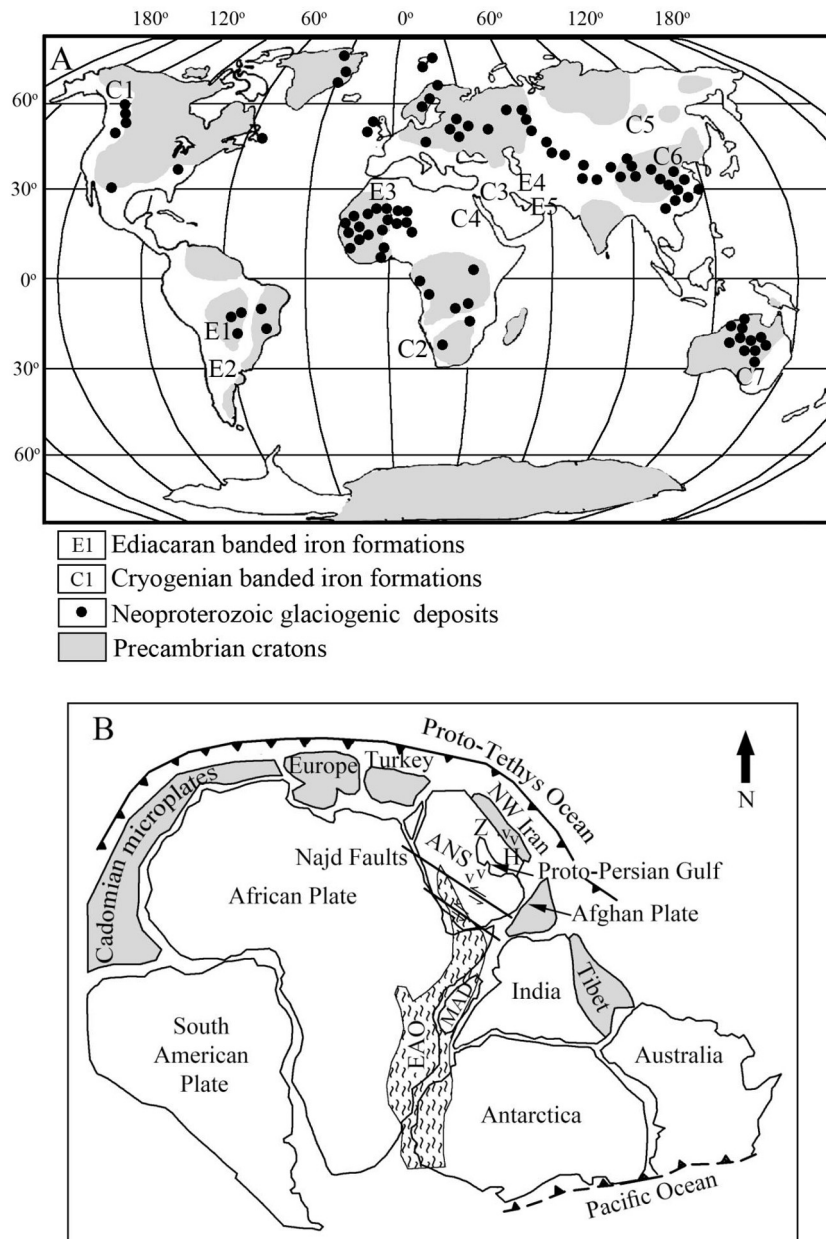 180º 150º 60º 0º 60º 120º 180º
A
C1
60º
C5
C6
30º
E3
C3
E4
C4
E5
0º
E1
C2
E2
30º
C7
60º
E1 Ediacaran banded iron formations
C1 Cryogenian banded iron formations
Neoproterozoic glaciogenic deposits
Precambrian cratons
B
Proto-Tethys Ocean
N
Cadomian microplates
Europe
Turkey
NW Iran
Z
V V
H
ANS
V V
Najd Faults
Proto-Persian Gulf
African Plate
Afghan Plate
India
Tibet
MAD
EAO
South
American
Plate
Australia
Antarctica
Pacific Ocean